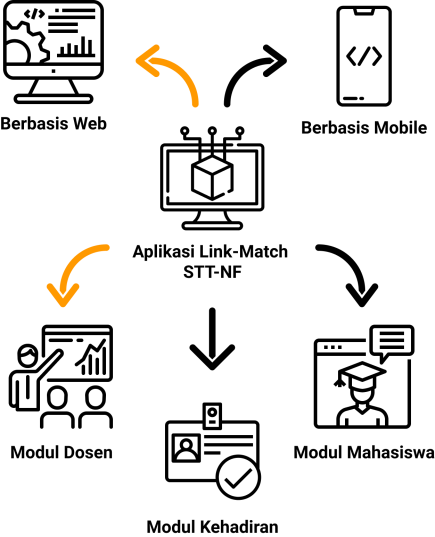 Berbasis Web
Berbasis Mobile
Aplikasi Link-Match
STT-NF
Modul Dosen
Modul Mahasiswa
Modul Kehadiran